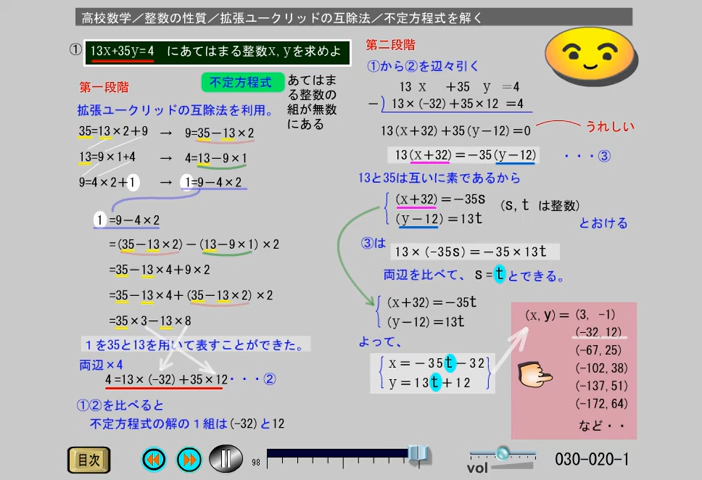 高校数学／整数の性質／拡張ユークリッドの互除法／不定方程式を解く
① 13x+35y=4 にあてはまる整数x, yを求めよ
第一段階
不定方程式
あてはま
る整数の
組が無数
にある
拡張ユークリッドの互除法を利用。
35=13×2+9 → 9=35−13×2
13=9×1+4 → 4=13−9×1
9=4×2+1 → 1=9−4×2
1=9−4×2
=(35−13×2)−(13−9×1)×2
=35−13×4+9×2
=35−13×4+(35−13×2)×2
=35×3−13×8
1を35と13を用いて表すことができた。
両辺×4
4=13×(−32)+35×12・・・②
①②を比べると
不定方程式の解の1組は(−32)と12
第二段階
①から②を辺々引く
13 x +35 y =4
−) 13×(−32)+35×12 =4
13(x+32)+35(y−12)=0
うれしい
13(x+32)=−35(y−12) ・・・③
13と35は互いに素であるから
(x+32)=−35s
(y−12)=13t
(s, t は整数)
とおける
③は
13×(−35s)=−35×13t
両辺を比べて、s=tとできる。
(x+32)=−35t
(y−12)=13t
よって、
x=−35t−32
y=13t+12
(x, y)=(3, −1)
(−32, 12)
(−67, 25)
(−102, 38)
(−137, 51)
(−172, 64)
など・・
目次
98
vol
030-020-1